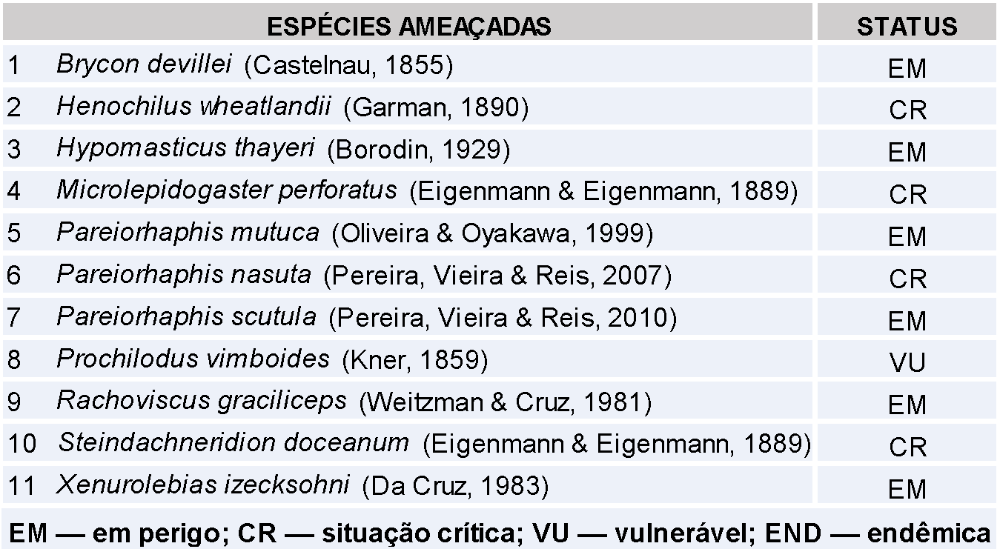 ESPÉCIES AMEAÇADAS STATUS
1 Brycon devillei (Castelnau, 1855) EM
2 Henochilus wheatlandii (Garman, 1890) CR
3 Hypomasticus thayeri (Borodin, 1929) EM
4 Microlepidogaster perforatus (Eigenmann & Eigenmann, 1889) CR
5 Pareiorhaphis mutuca (Oliveira & Oyakawa, 1999) EM
6 Pareiorhaphis nasuta (Pereira, Vieira & Reis, 2007) CR
7 Pareiorhaphis scutula (Pereira, Vieira & Reis, 2010) EM
8 Prochilodus vimboides (Kner, 1859) VU
9 Rachoviscus graciliceps (Weitzman & Cruz, 1981) EM
10 Steindachneridion doceanum (Eigenmann & Eigenmann, 1889) CR
11 Xenurolebias izecksohni (Da Cruz, 1983) EM
EM — em perigo; CR — situação crítica; VU — vulnerável; END — endêmica